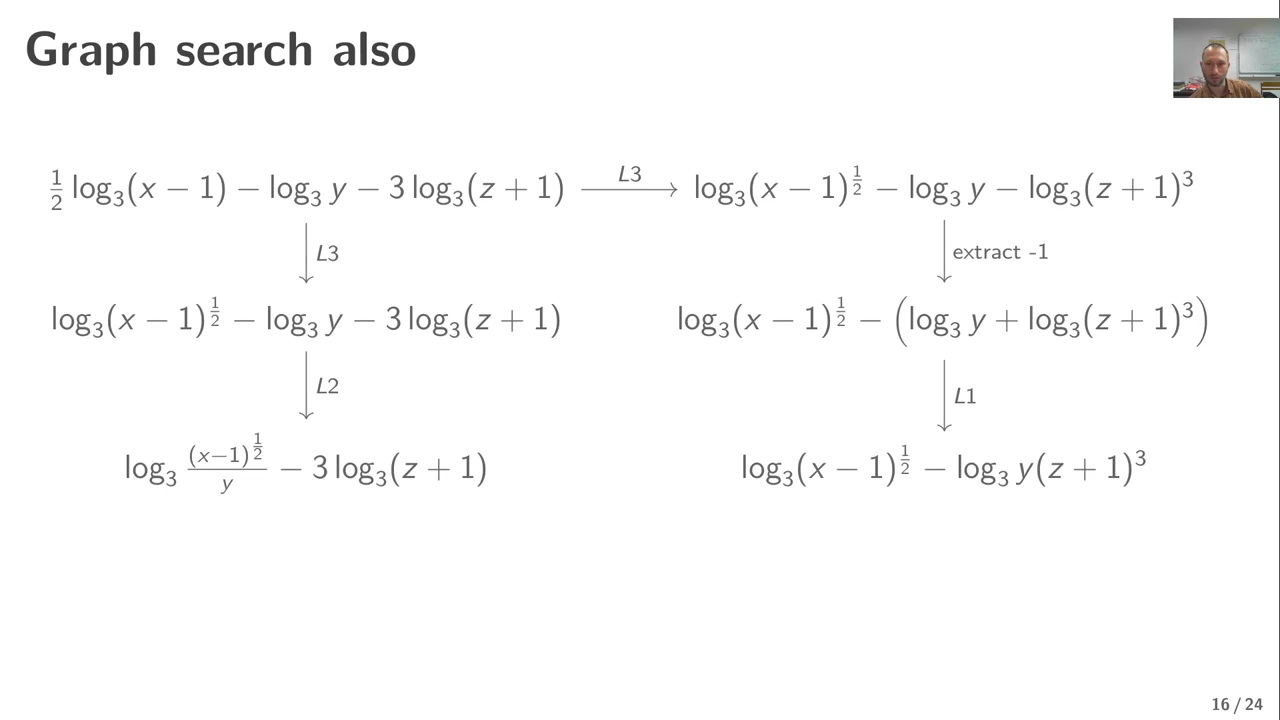 Graph search also
½ log₃(x − 1) − log₃ y − 3 log₃(z + 1) L3 log₃(x − 1)^½ − log₃ y − log₃(z + 1)³
L3 extract -1
log₃(x − 1)^½ − log₃ y − 3 log₃(z + 1) log₃(x − 1)^½ − (log₃ y + log₃(z + 1)³)
L2 L1
log₃ (x−1)^½/y − 3 log₃(z + 1) log₃(x − 1)^½ − log₃ y(z + 1)³
16 / 24